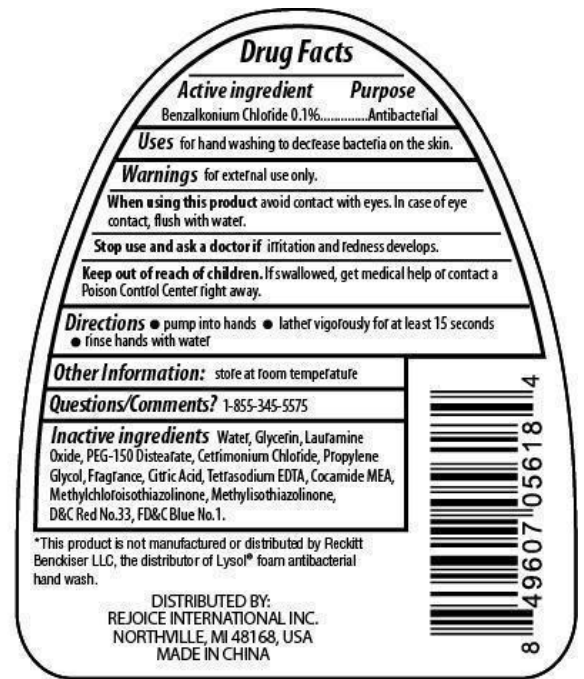 Drug Facts
Active ingredient Purpose
Benzalkonium Chloride 0.1%..............Antibacterial
Uses for hand washing to decrease bacteria on the skin.
Warnings for external use only.
When using this product avoid contact with eyes. In case of eye
contact, flush with water.
Stop use and ask a doctor if irritation and redness develops.
Keep out of reach of children. If swallowed, get medical help or contact a
Poison Control Center right away.
Directions ● pump into hands ● lather vigorously for at least 15 seconds
● rinse hands with water
Other Information: store at room temperature
Questions/Comments? 1-855-345-5575
Inactive ingredients Water, Glycerin, Lauramine
Oxide, PEG-150 Distearate, Cetrimonium Chloride, Propylene
Glycol, Fragrance, Citric Acid, Tetrasodium EDTA, Cocamide MEA,
Methylchloroisothiazolinone, Methylisothiazolinone,
D&C Red No.33, FD&C Blue No.1.
*This product is not manufactured or distributed by Reckitt
Benckiser LLC, the distributor of Lysol® foam antibacterial
hand wash.
DISTRIBUTED BY:
REJOICE INTERNATIONAL INC.
NORTHVILLE, MI 48168, USA
MADE IN CHINA
8 49607 05618 4